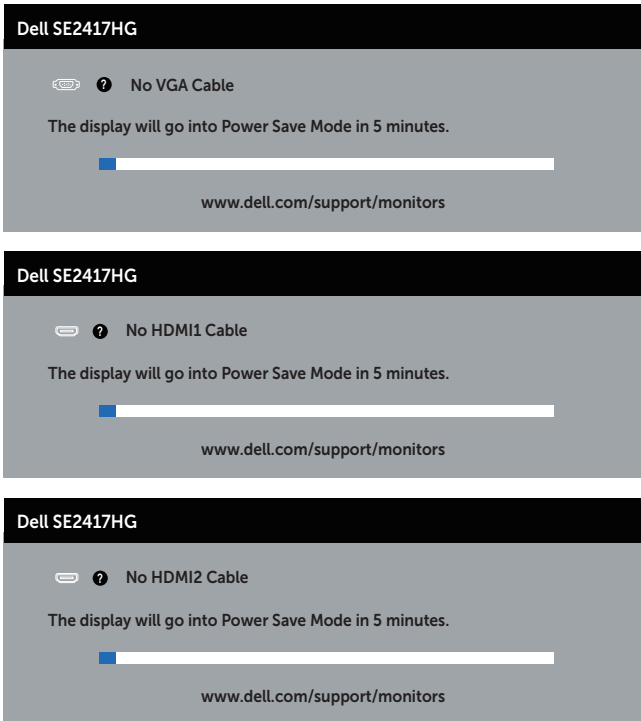 Dell SE2417HG
? No VGA Cable
The display will go into Power Save Mode in 5 minutes.
www.dell.com/support/monitors
Dell SE2417HG
? No HDMI1 Cable
The display will go into Power Save Mode in 5 minutes.
www.dell.com/support/monitors
Dell SE2417HG
? No HDMI2 Cable
The display will go into Power Save Mode in 5 minutes.
www.dell.com/support/monitors